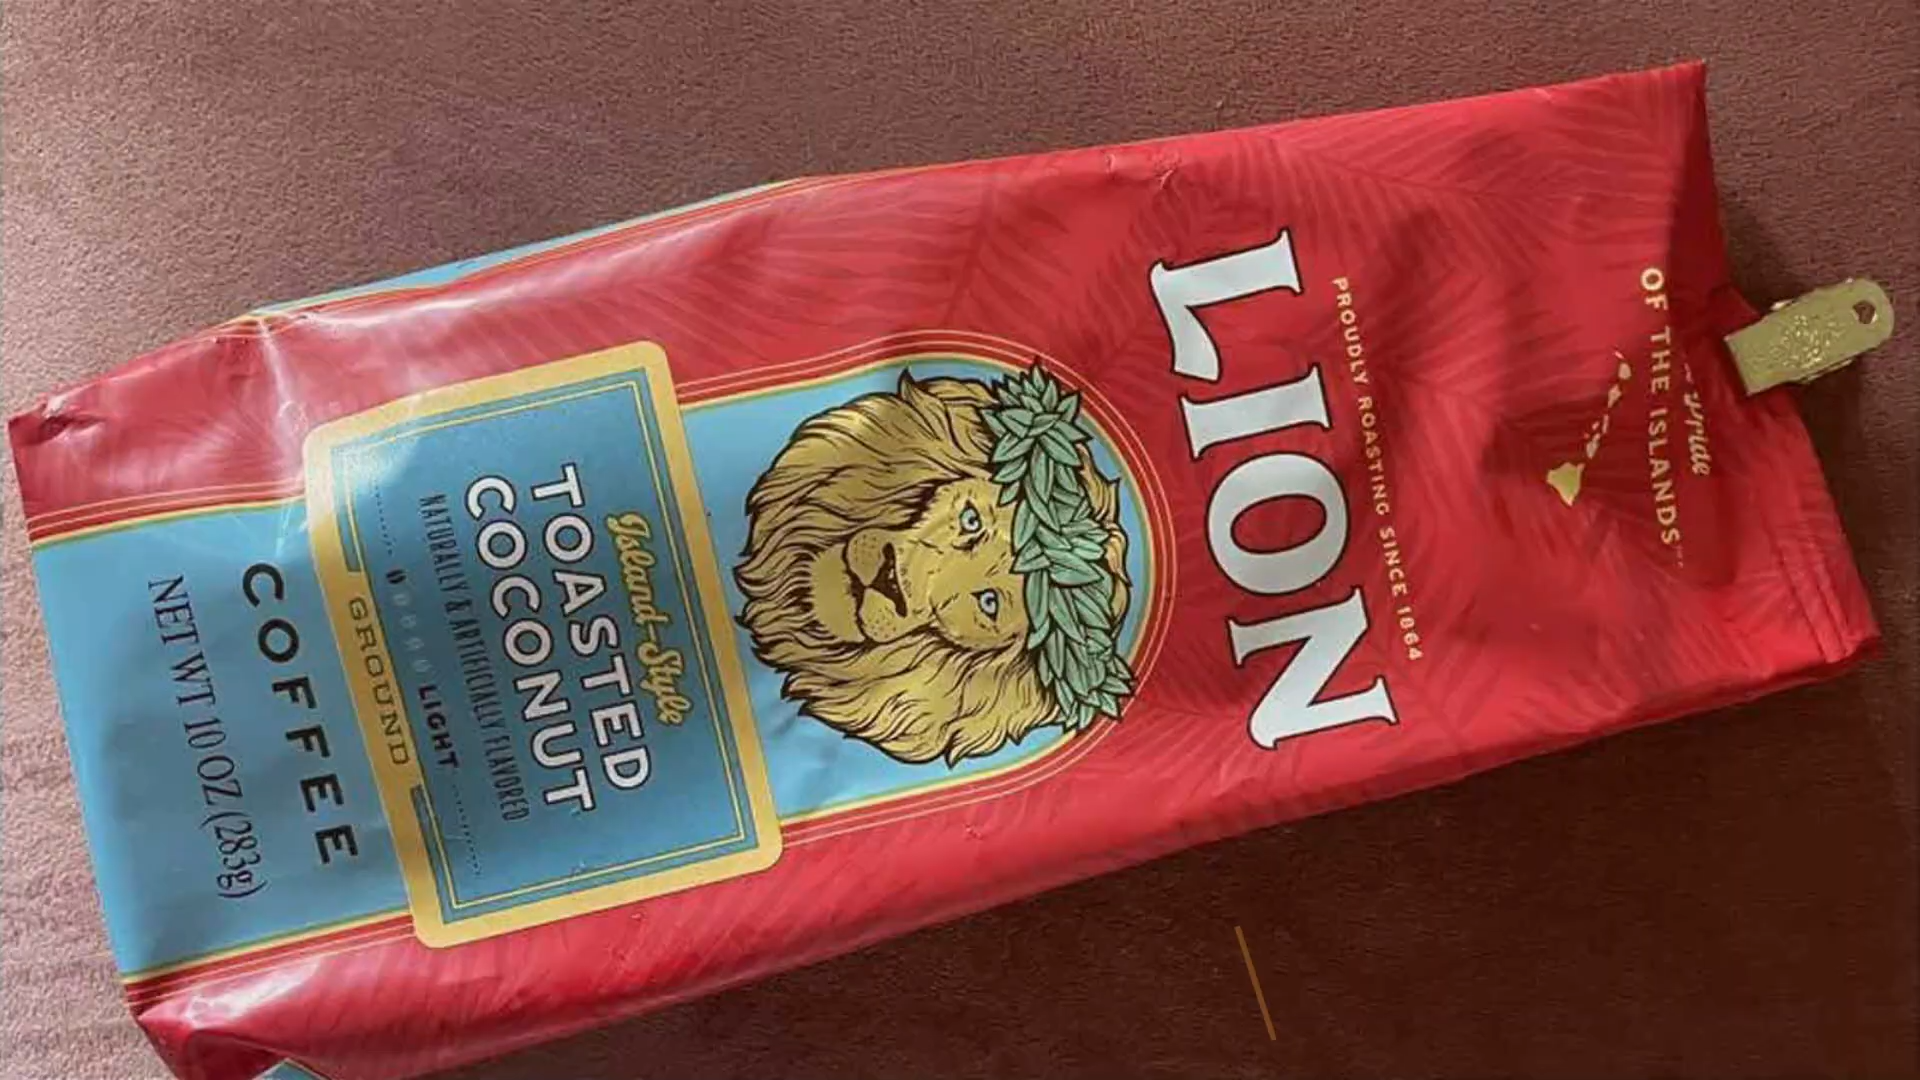 pride
OF THE ISLANDS
PROUDLY ROASTING SINCE 1864
LION
Island-Style
TOASTED
COCONUT
NATURALLY & ARTIFICIALLY FLAVORED
LIGHT
GROUND
COFFEE
NET WT 10 OZ (283g)